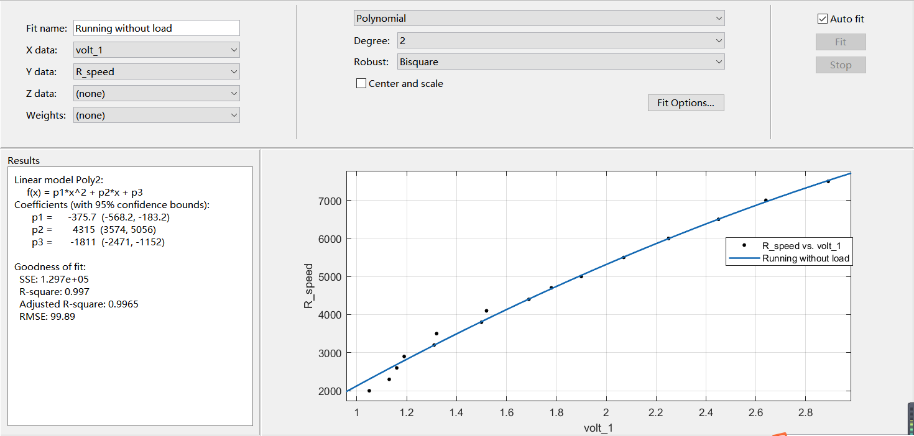 Fit name: Running without load
X data: volt_1
Y data: R_speed
Z data: (none)
Weights: (none)
Polynomial
Degree: 2
Robust: Bisquare
Center and scale
Fit Options...
Auto fit
Fit
Stop
Results
Linear model Poly2:
f(x) = p1*x^2 + p2*x + p3
Coefficients (with 95% confidence bounds):
p1 = -375.7 (-568.2, -183.2)
p2 = 4315 (3574, 5056)
p3 = -1811 (-2471, -1152)
Goodness of fit:
SSE: 1.297e+05
R-square: 0.997
Adjusted R-square: 0.9965
RMSE: 99.89
7000
6000
5000
4000
3000
2000
R_speed
R_speed vs. volt_1
Running without load
1 1.2 1.4 1.6 1.8 2 2.2 2.4 2.6 2.8
volt_1